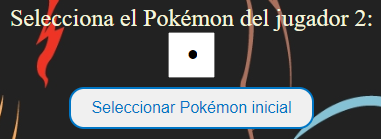 Selecciona el Pokémon del jugador 2:
•
Seleccionar Pokémon inicial